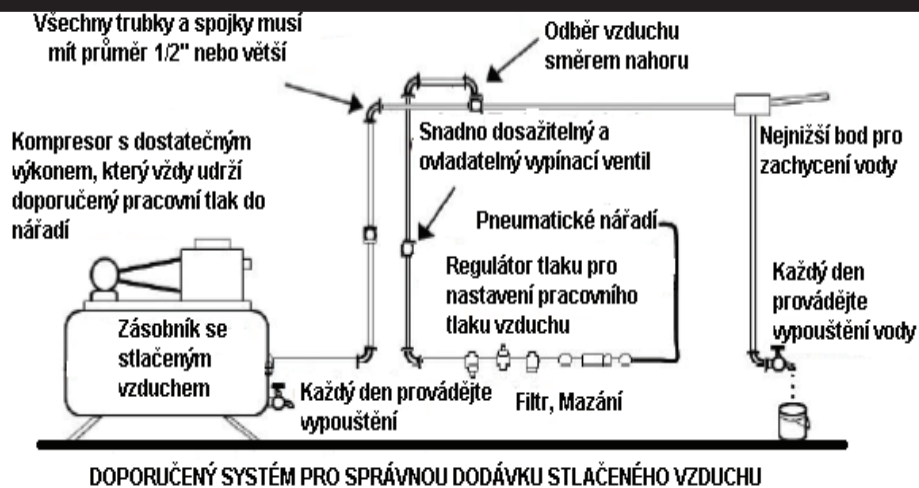 Všechny trubky a spojky musí
mít průměr 1/2" nebo větší
Odběr vzduchu
směrem nahoru
Kompresor s dostatečným
výkonem, který vždy udrží
doporučený pracovní tlak do
nářadí
Snadno dosažitelný a
ovladatelný vypínací ventil
Nejnižší bod pro
zachycení vody
Pneumatické nářadí
Regulátor tlaku pro
nastavení pracovního
tlaku vzduchu
Každý den
provádějte
vypouštění vody
Zásobník se
stlačeným
vzduchem
Každý den provádějte
vypouštění
Filtr, Mazání
DOPORUČENÝ SYSTÉM PRO SPRÁVNOU DODÁVKU STLAČENÉHO VZDUCHU